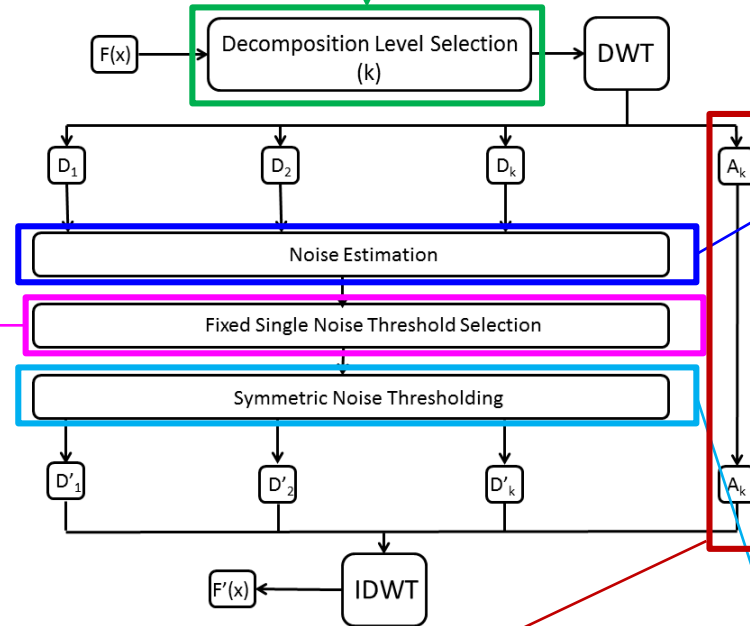 F(x)
Decomposition Level Selection
(k)
DWT
D1
D2
Dk
Ak
Noise Estimation
Fixed Single Noise Threshold Selection
Symmetric Noise Thresholding
D'1
D'2
D'k
Ak
F'(x)
IDWT